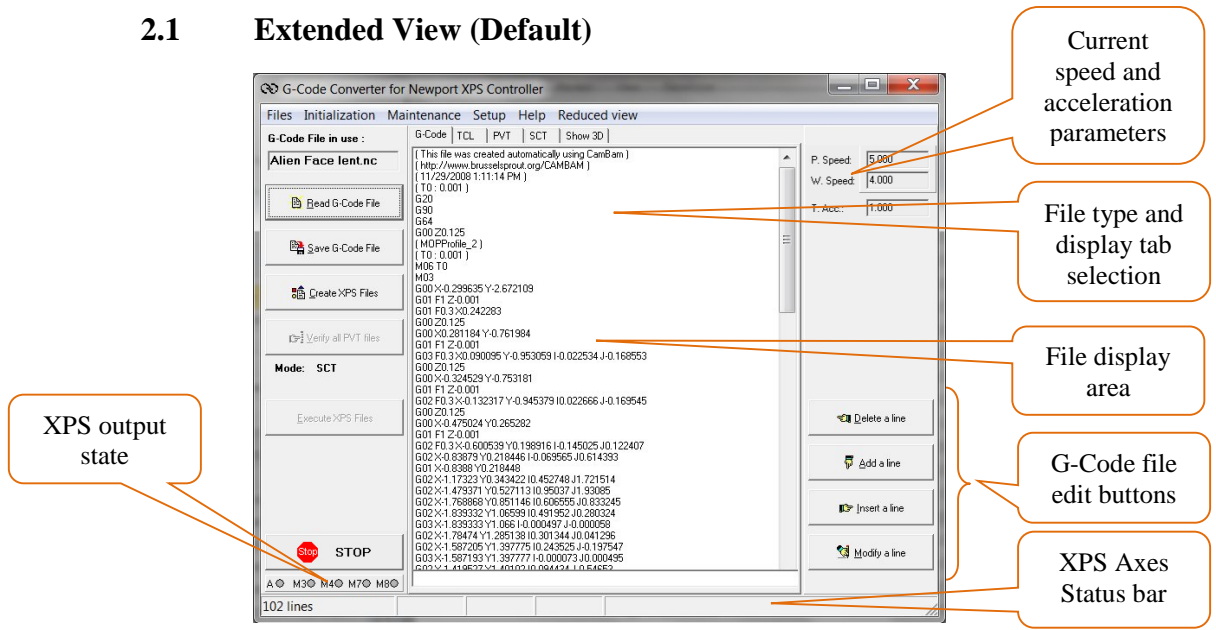 2.1 Extended View (Default)
G-Code Converter for Newport XPS Controller
Files Initialization Maintenance Setup Help Reduced view
G-Code File in use :
Alien Face lent.nc
Read G-Code File
Save G-Code File
Create XPS Files
Verify all PVT files
Mode: SCT
Execute XPS Files
Stop STOP
A M3 M4 M7 M8
102 lines
G-Code TCL PVT SCT Show 3D
( This file was created automatically using CamBam )
( http://www.brusselsprout.org/CAMBAM )
( 11/29/2008 1:11:14 PM )
( T0 : 0.001 )
G20
G90
G64
G00 Z0.125
( MOPProfile_2 )
( T0 : 0.001 )
M06 T0
M03
G00 X-0.299635 Y-2.672109
G01 F1 Z-0.001
G01 F0.3 X0.242283
G00 Z0.125
G00 X0.281184 Y-0.761984
G01 F1 Z-0.001
G03 F0.3 X0.090095 Y-0.953059 I-0.022534 J-0.168553
G00 Z0.125
G00 X-0.324529 Y-0.753181
G01 F1 Z-0.001
G02 F0.3 X-0.132317 Y-0.945379 I0.022666 J-0.169545
G00 Z0.125
G00 X-0.475024 Y0.265282
G01 F1 Z-0.001
G02 F0.3 X-0.600539 Y0.198916 I-0.145025 J0.122407
G02 X-0.83879 Y0.218446 I-0.069565 J0.614393
G01 X-0.8388 Y0.218448
G02 X-1.17323 Y0.343422 I0.452748 J1.721514
G02 X-1.479371 Y0.527113 I0.95037 J1.93085
G02 X-1.768868 Y0.851146 I0.606555 J0.833245
G02 X-1.839332 Y1.06599 I0.491952 J0.280324
G03 X-1.839333 Y1.066 I-0.000497 J-0.000058
G02 X-1.78474 Y1.285138 I0.301344 J0.041296
G02 X-1.587205 Y1.397775 I0.243525 J-0.197547
G03 X-1.587193 Y1.397777 I-0.000073 J0.000495
G02 X-1.419527 Y1.40102 I0.094434 J-0.54652
P. Speed: 5.000
W. Speed: 4.000
T. Acc.: 1.000
Delete a line
Add a line
Insert a line
Modify a line
Current
speed and
acceleration
parameters
File type and
display tab
selection
File display
area
G-Code file
edit buttons
XPS Axes
Status bar
XPS output
state